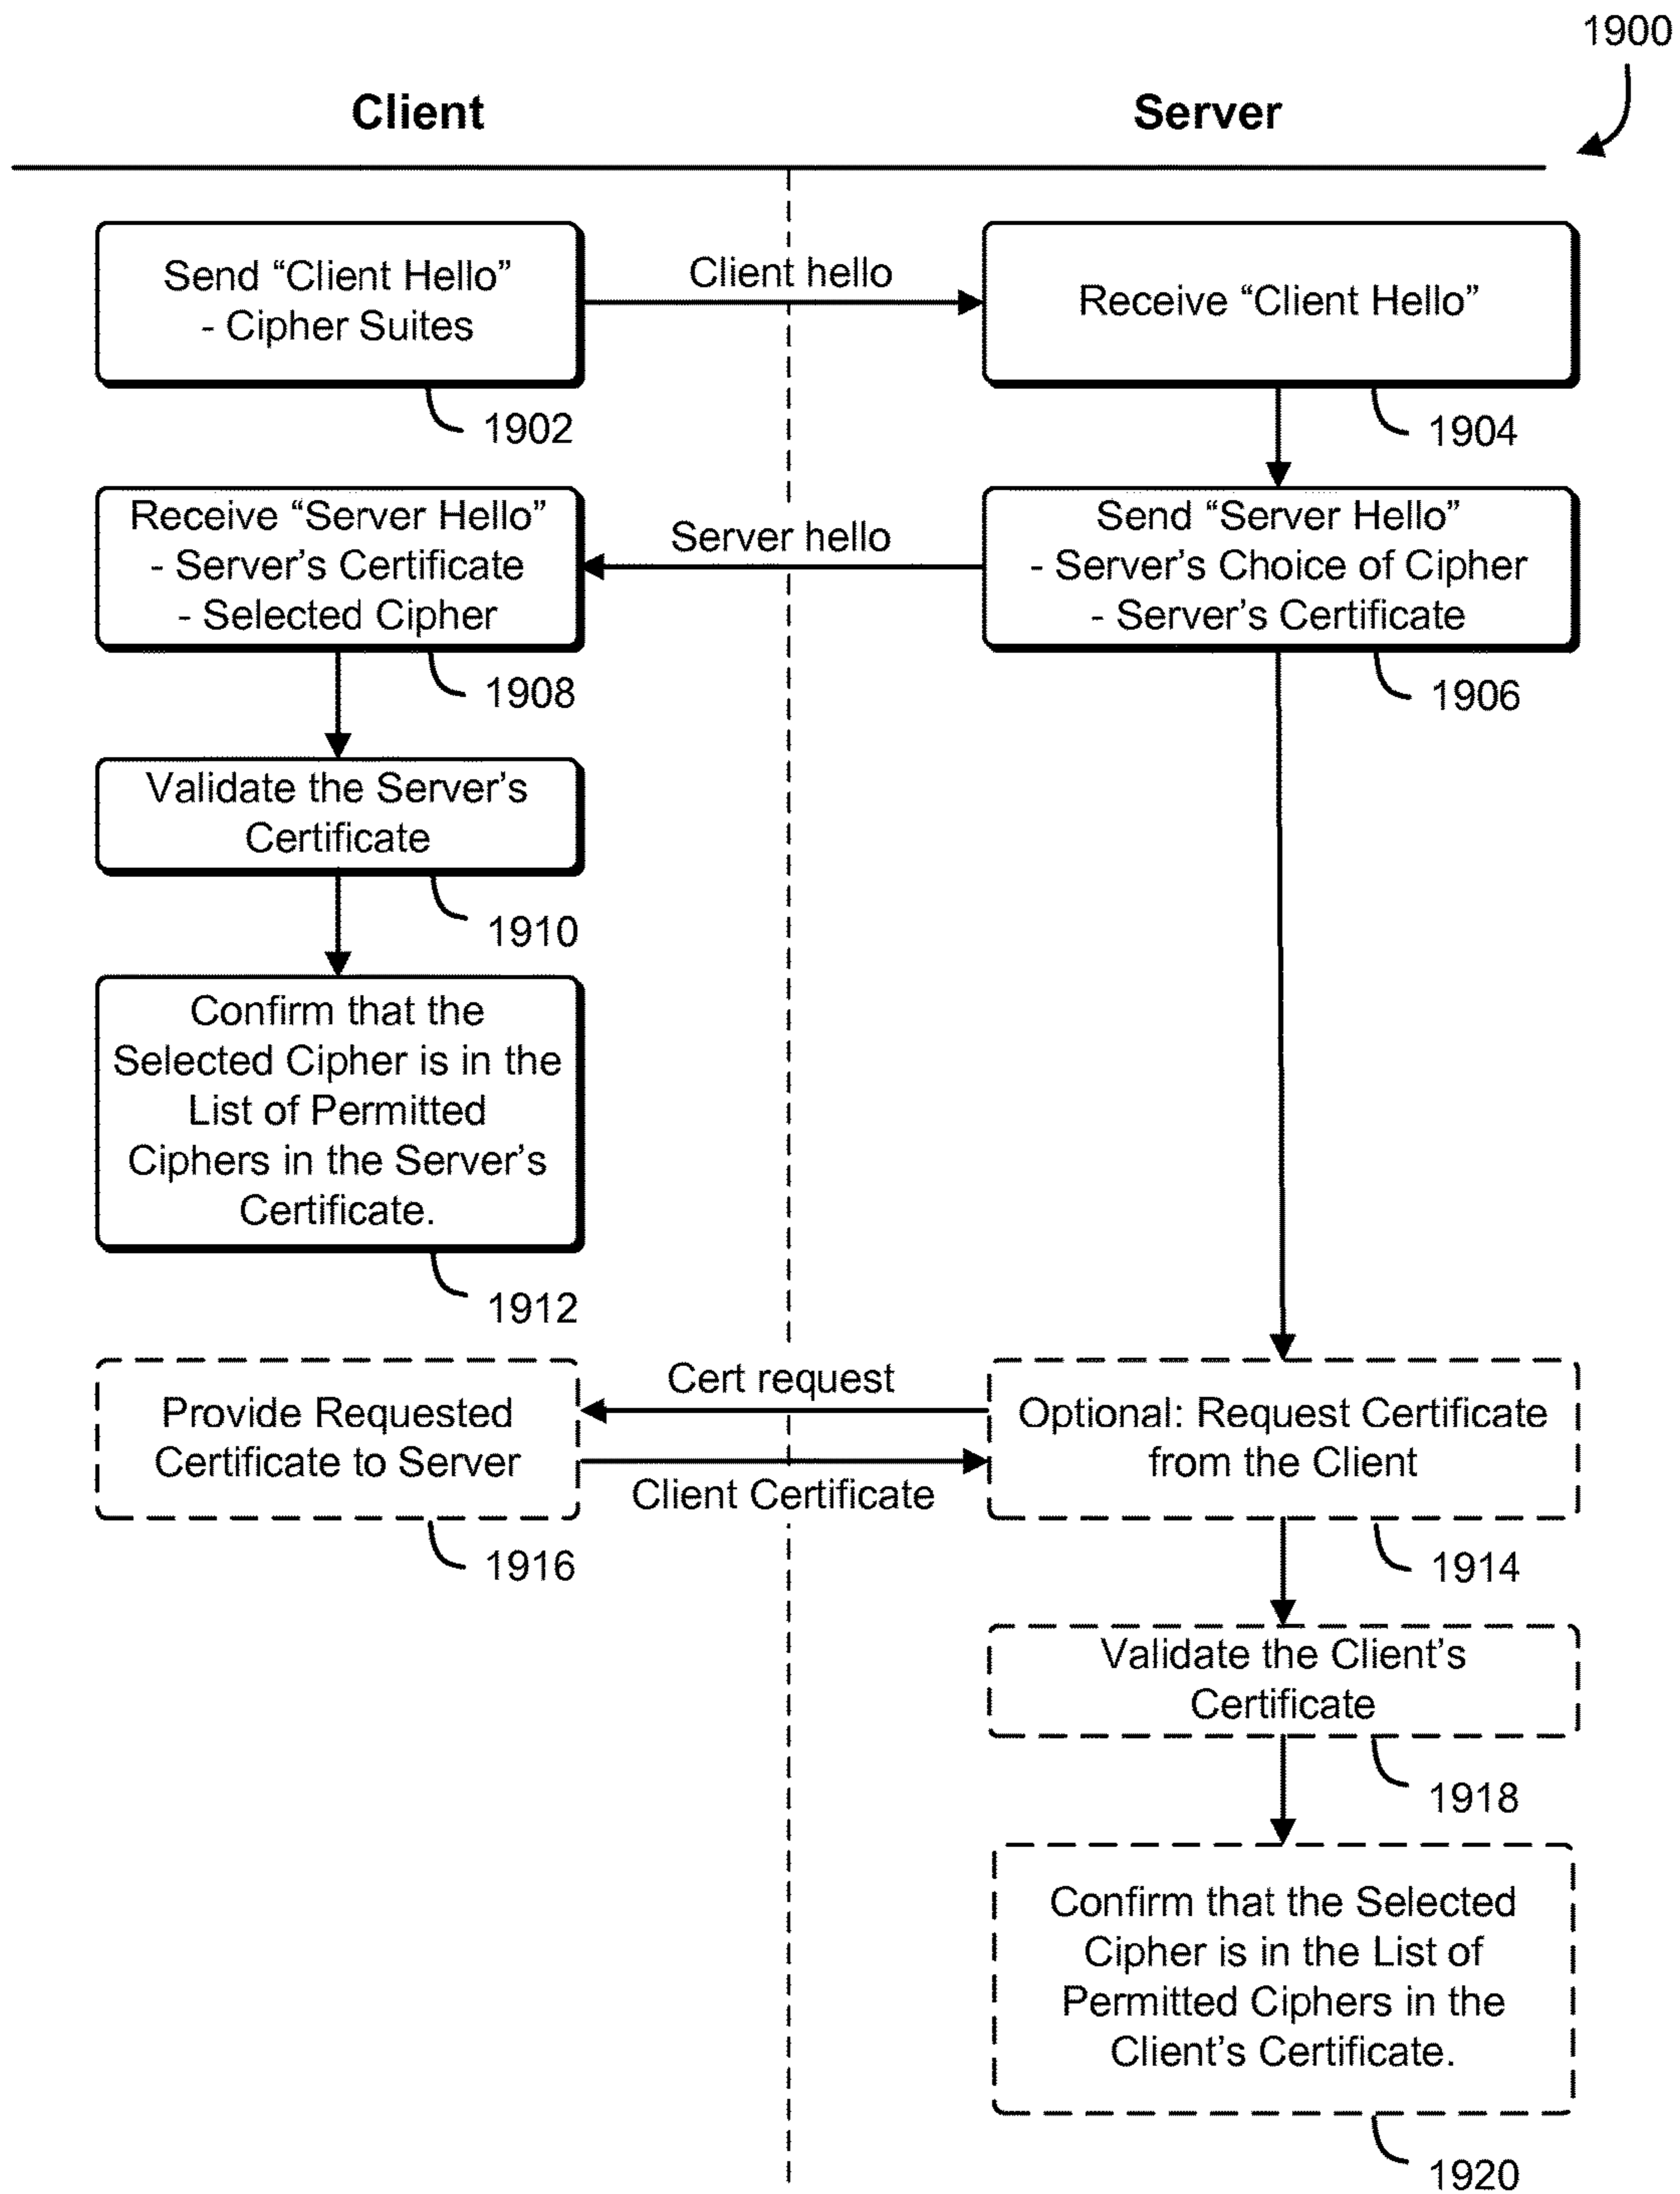 1900
Client
Server
Send “Client Hello”
- Cipher Suites
Client hello
Receive “Client Hello”
1902
1904
Receive “Server Hello”
- Server’s Certificate
- Selected Cipher
Server hello
Send “Server Hello”
- Server’s Choice of Cipher
- Server’s Certificate
1908
1906
Validate the Server’s
Certificate
1910
Confirm that the
Selected Cipher is in the
List of Permitted
Ciphers in the Server’s
Certificate.
1912
Provide Requested
Certificate to Server
Cert request
Client Certificate
Optional: Request Certificate
from the Client
1916
1914
Validate the Client’s
Certificate
1918
Confirm that the Selected
Cipher is in the List of
Permitted Ciphers in the
Client’s Certificate.
1920